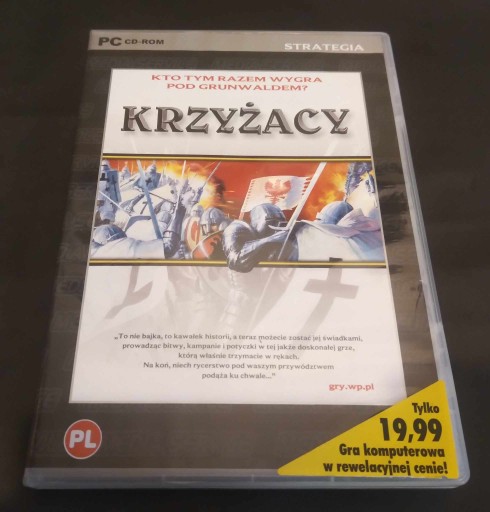 PC CD-ROM
STRATEGIA
KTO TYM RAZEM WYGRA
POD GRUNWALDEM?
KRZYŻACY
„To nie bajka, to kawałek historii, a teraz możecie zostać jej świadkami,
prowadząc bitwy, kampanie i potyczki w tej jakże doskonałej grze,
którą właśnie trzymacie w rękach.
Na koń, niech rycerstwo pod waszym przywództwem
podąża ku chwale...”
gry.wp.pl
PL
Tylko
19,99
Gra komputerowa
w rewelacyjnej cenie!